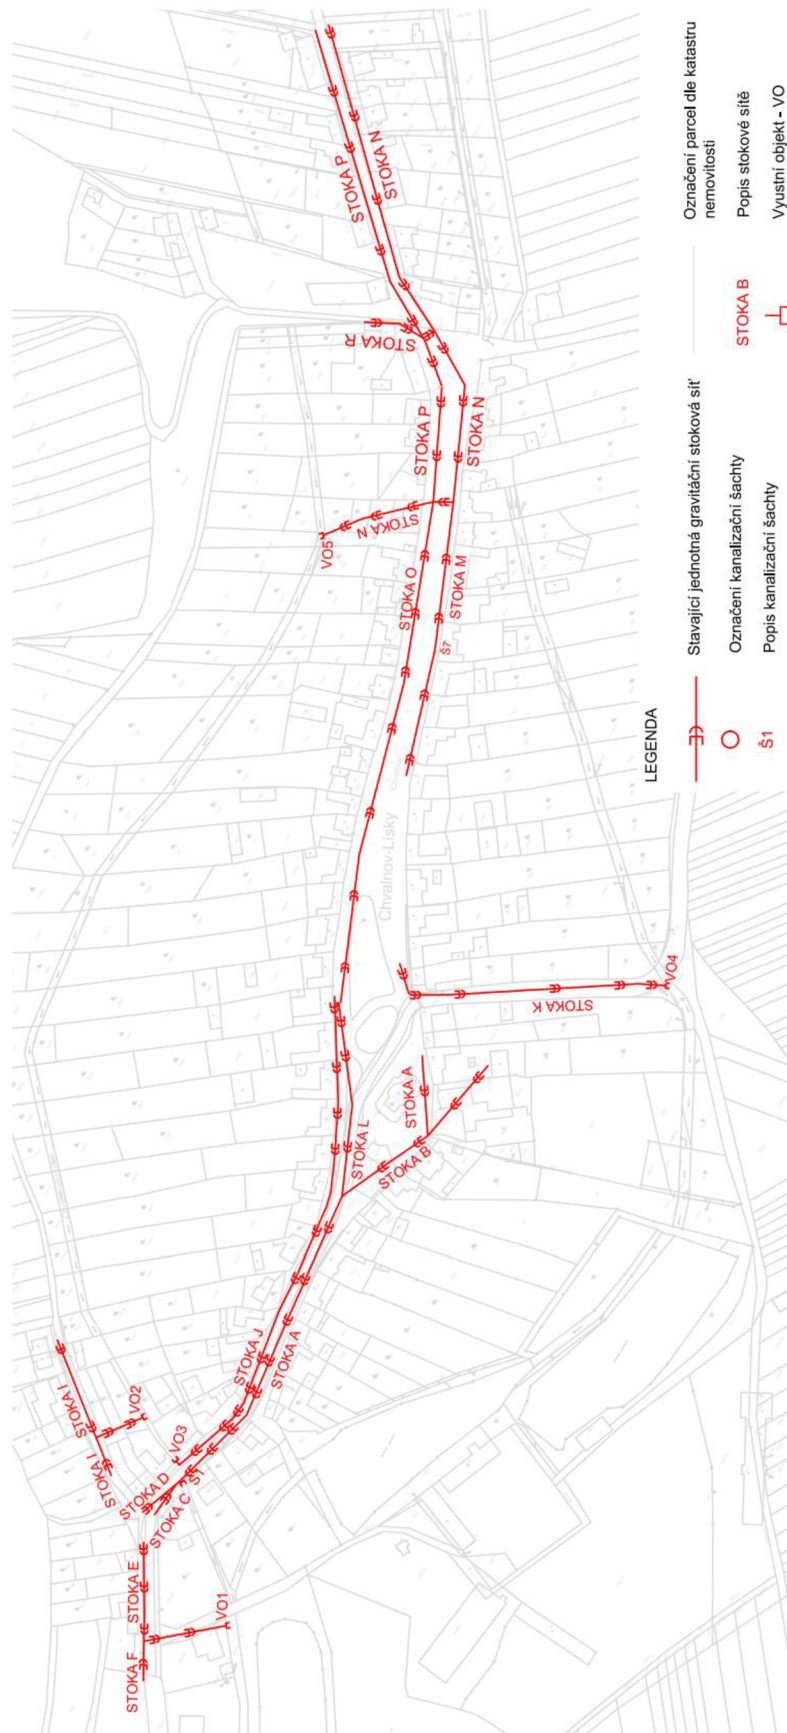 STOKA P
STOKA N
STOKA R
STOKA P
STOKA N
STOKA N
VO5
STOKA O
STOKA M
Š7
Chvalnov-Lísky
VO4
STOKA K
STOKA A
STOKA B
STOKA L
STOKA J
STOKA A
STOKA I
STOKA I
VO2
VO3
STOKA D
STOKA C
Š1
STOKA E
STOKA F
VO1
LEGENDA
Stavající jednotná gravitáční stoková síť
Označení kanalizační šachty
Š1
Popis kanalizační šachty
Označení parcel dle katastru
nemovitostí
STOKA B
Popis stokové sítě
Vyustní objekt - VO